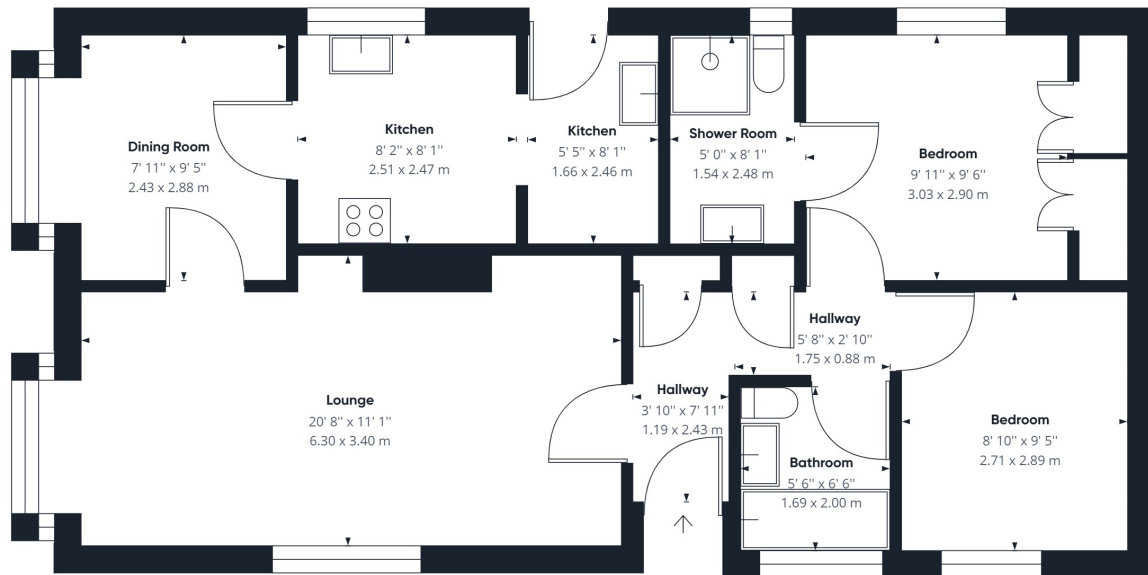 Dining Room
7' 11" x 9' 5"
2.43 x 2.88 m
Kitchen
8' 2" x 8' 1"
2.51 x 2.47 m
Kitchen
5' 5" x 8' 1"
1.66 x 2.46 m
Shower Room
5' 0" x 8' 1"
1.54 x 2.48 m
Bedroom
9' 11" x 9' 6"
3.03 x 2.90 m
Lounge
20' 8" x 11' 1"
6.30 x 3.40 m
Hallway
3' 10" x 7' 11"
1.19 x 2.43 m
Hallway
5' 8" x 2' 10"
1.75 x 0.88 m
Bathroom
5' 6" x 6' 6"
1.69 x 2.00 m
Bedroom
8' 10" x 9' 5"
2.71 x 2.89 m